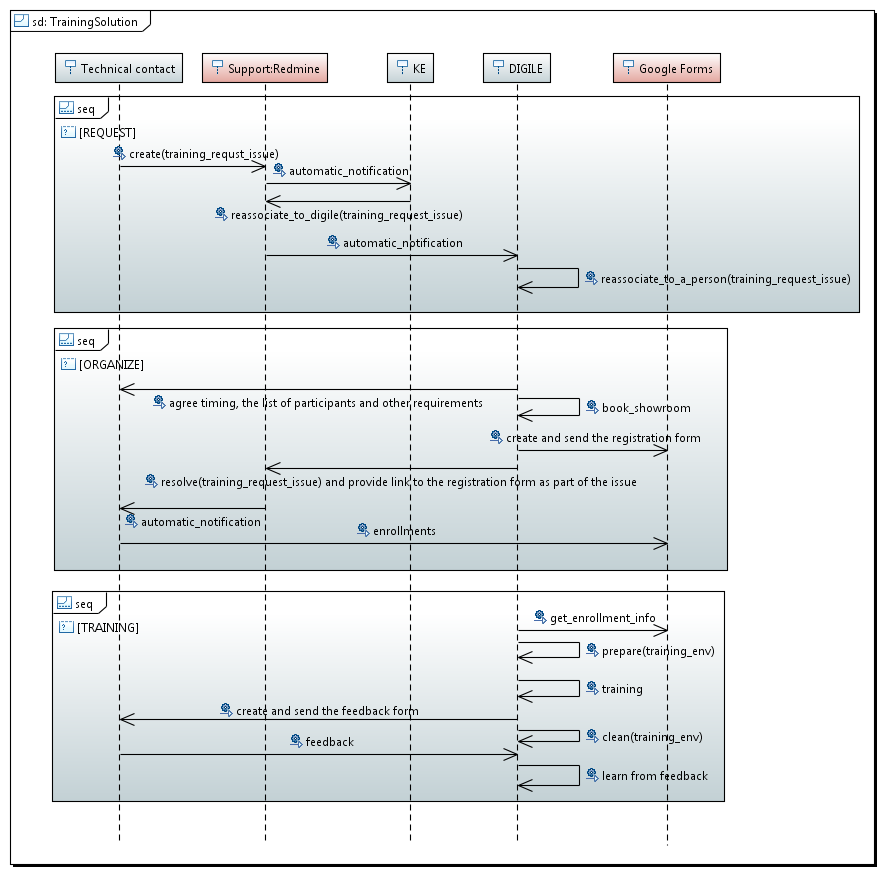 sd: TrainingSolution
Technical contact
Support:Redmine
KE
DIGILE
Google Forms
seq
[REQUEST]
create(training_requst_issue)
automatic_notification
reassociate_to_digile(training_request_issue)
automatic_notification
reassociate_to_a_person(training_request_issue)
seq
[ORGANIZE]
agree timing, the list of participants and other requirements
book_showroom
create and send the registration form
resolve(training_request_issue) and provide link to the registration form as part of the issue
automatic_notification
enrollments
seq
[TRAINING]
get_enrollment_info
prepare(training_env)
training
create and send the feedback form
clean(training_env)
feedback
learn from feedback